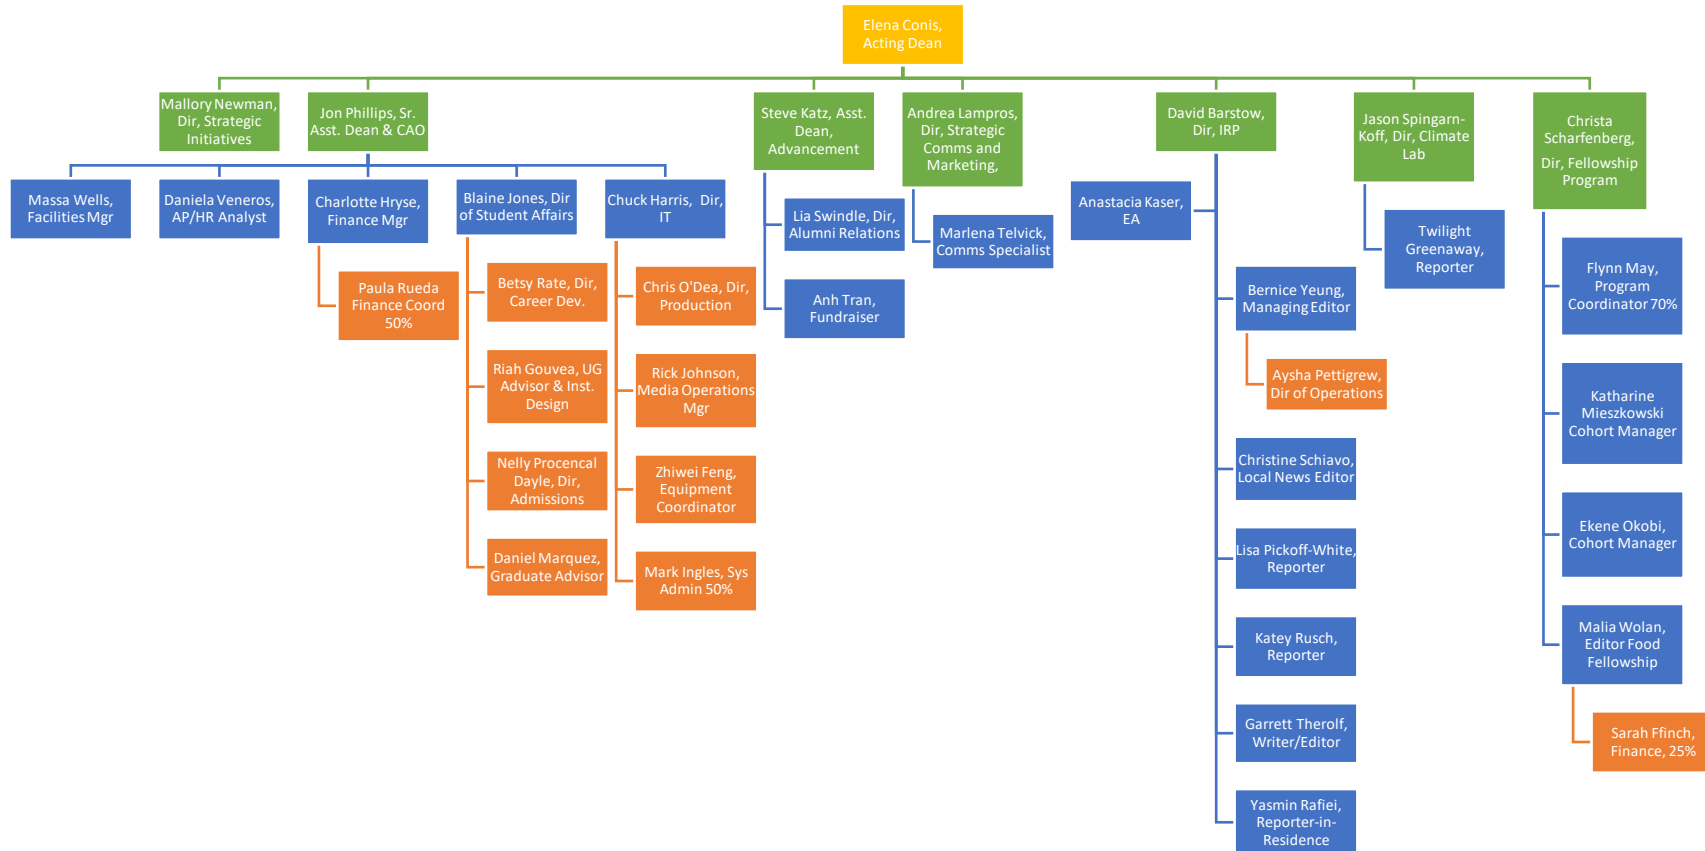 Elena Conis,
Acting Dean
Mallory Newman,
Dir, Strategic
Initiatives
Jon Phillips, Sr.
Asst. Dean & CAO
Steve Katz, Asst.
Dean,
Advancement
Andrea Lampros,
Dir, Strategic
Comms and
Marketing,
David Barstow,
Dir, IRP
Jason Spingarn-
Koff, Dir, Climate
Lab
Christa
Scharfenberg,
Dir, Fellowship
Program
Massa Wells,
Facilities Mgr
Daniela Veneros,
AP/HR Analyst
Charlotte Hryse,
Finance Mgr
Blaine Jones, Dir
of Student Affairs
Chuck Harris, Dir,
IT
Paula Rueda
Finance Coord
50%
Betsy Rate, Dir,
Career Dev.
Riah Gouvea, UG
Advisor & Inst.
Design
Nelly Procencal
Dayle, Dir,
Admissions
Daniel Marquez,
Graduate Advisor
Chris O'Dea, Dir,
Production
Rick Johnson,
Media Operations
Mgr
Zhiwei Feng,
Equipment
Coordinator
Mark Ingles, Sys
Admin 50%
Lia Swindle, Dir,
Alumni Relations
Anh Tran,
Fundraiser
Marlena Telvick,
Comms Specialist
Anastacia Kaser,
EA
Bernice Yeung,
Managing Editor
Aysha Pettigrew,
Dir of Operations
Christine Schiavo,
Local News Editor
Lisa Pickoff-White,
Reporter
Katey Rusch,
Reporter
Garrett Therolf,
Writer/Editor
Yasmin Rafiei,
Reporter-in-
Residence
Twilight
Greenaway,
Reporter
Flynn May,
Program
Coordinator 70%
Katharine
Mieszkowski
Cohort Manager
Ekene Okobi,
Cohort Manager
Malia Wolan,
Editor Food
Fellowship
Sarah Ffinch,
Finance, 25%